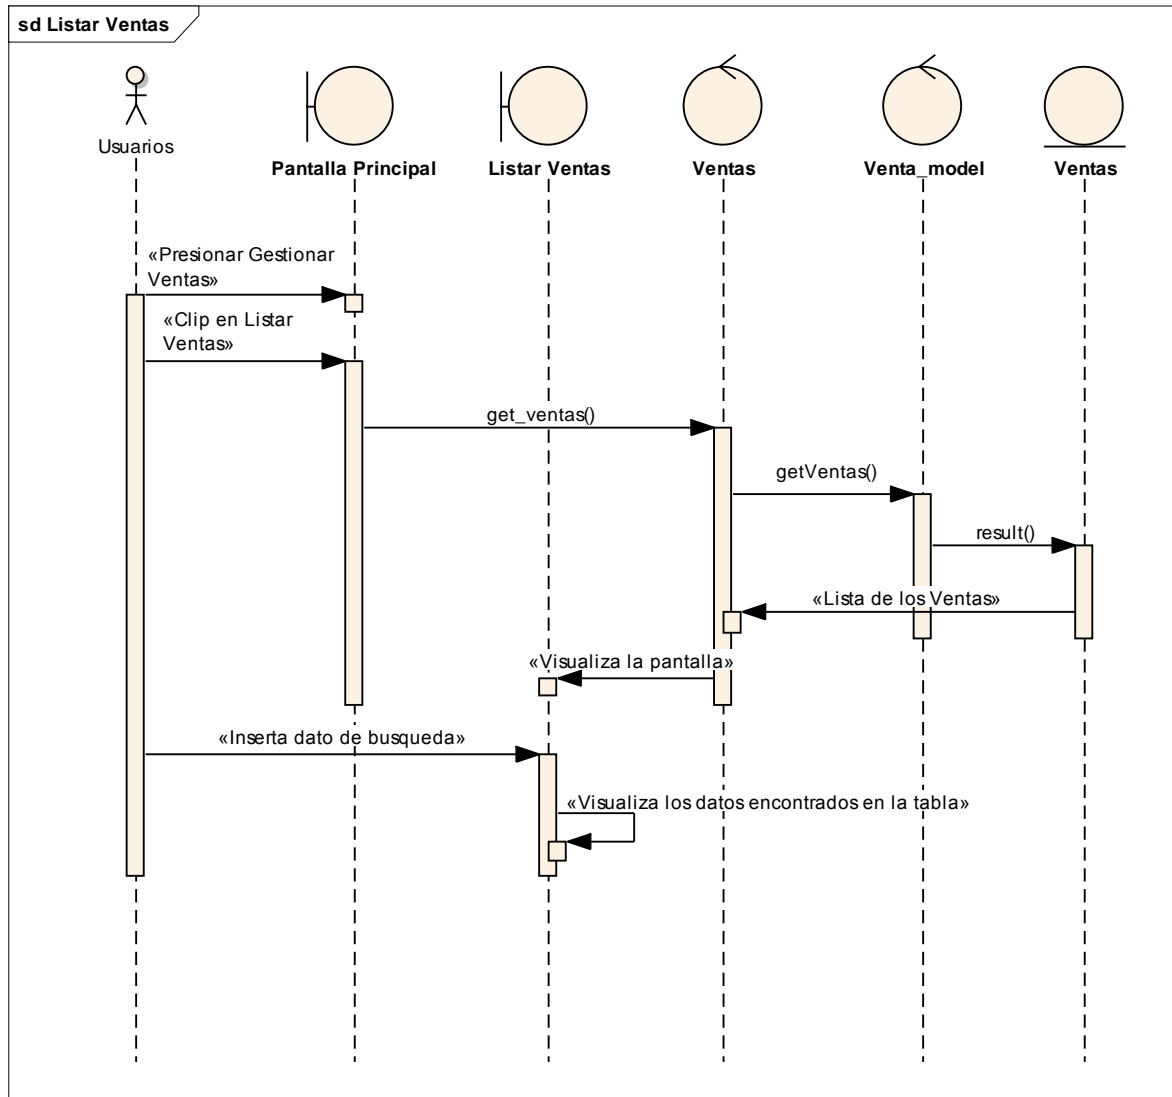 sd Listar Ventas
Usuarios
Pantalla Principal
Listar Ventas
Ventas
Venta_model
Ventas
«Presionar Gestionar
Ventas»
«Clip en Listar
Ventas»
get_ventas()
getVentas()
result()
«Lista de los Ventas»
«Visualiza la pantalla»
«Inserta dato de busqueda»
«Visualiza los datos encontrados en la tabla»